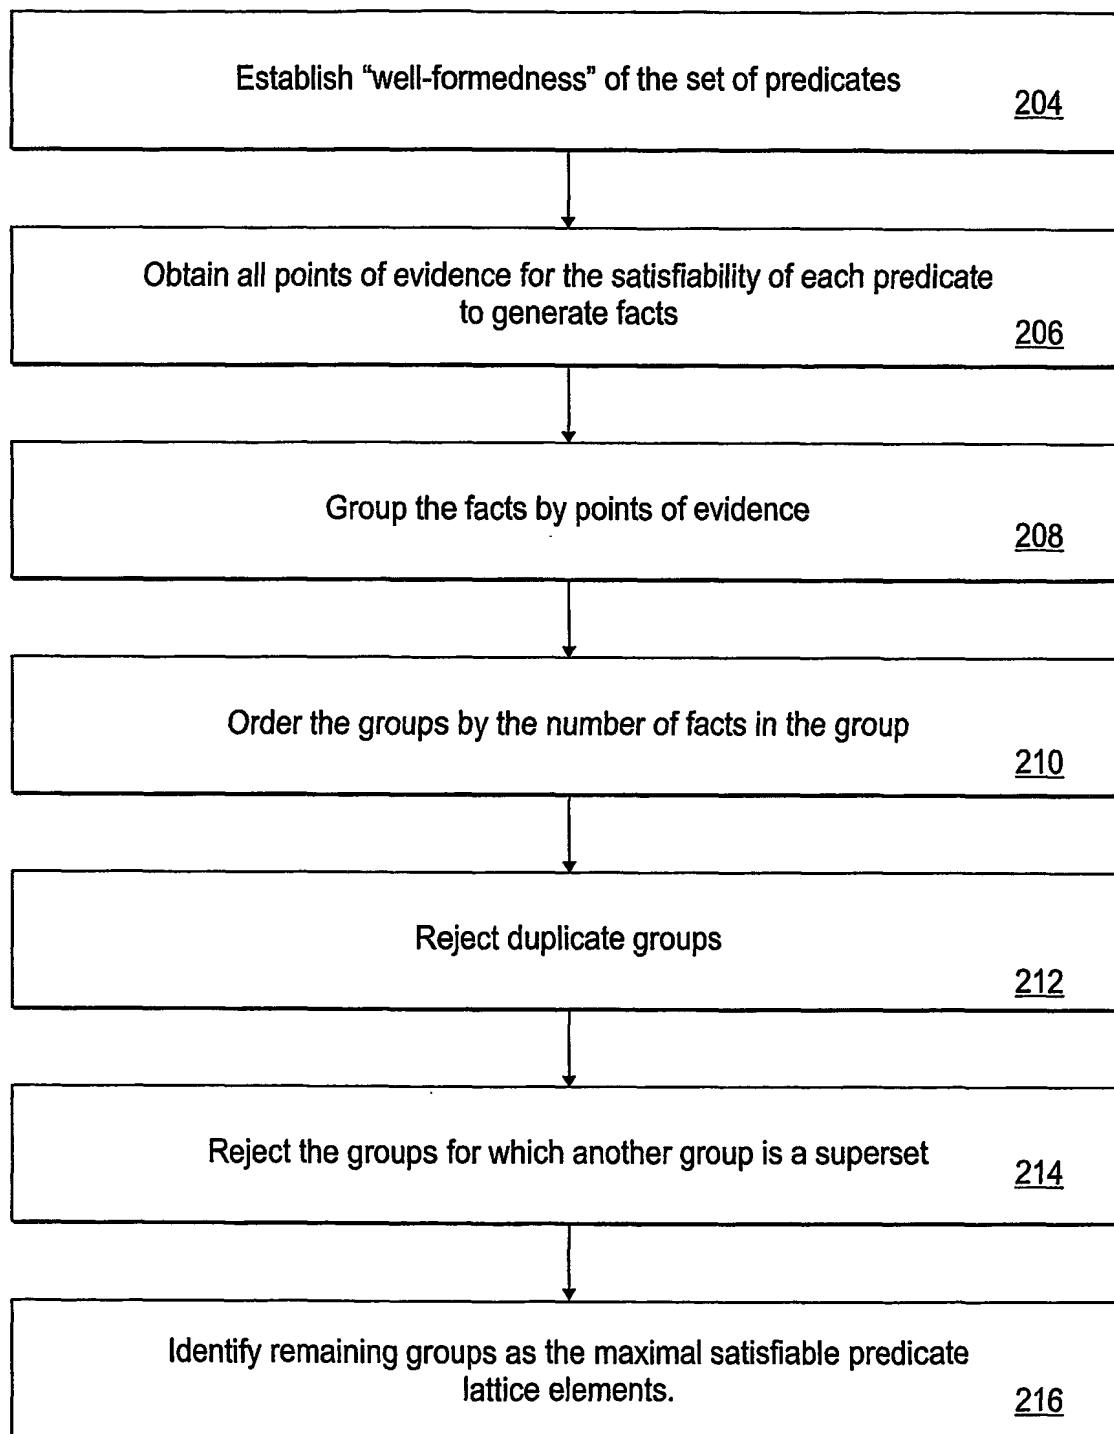 Establish “well-formedness” of the set of predicates
204
Obtain all points of evidence for the satisfiability of each predicate
to generate facts
206
Group the facts by points of evidence
208
Order the groups by the number of facts in the group
210
Reject duplicate groups
212
Reject the groups for which another group is a superset
214
Identify remaining groups as the maximal satisfiable predicate
lattice elements.
216